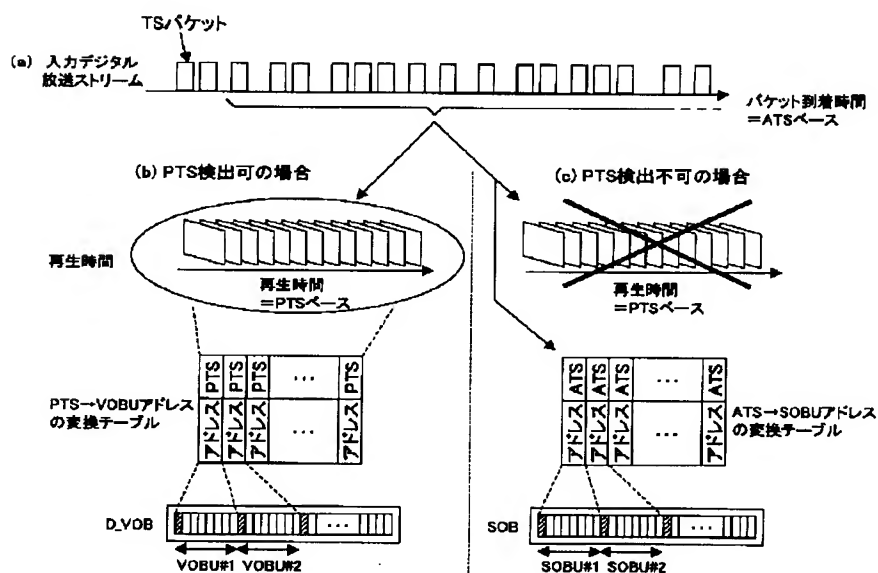 TSパケット
(a) 入力デジタル
放送ストリーム
パケット到着時間
=ATSベース
(b) PTS検出可の場合
(c) PTS検出不可の場合
再生時間
再生時間
=PTSベース
再生時間
=PTSベース
PTS PTS PTS ... PTS
アドレス アドレス アドレス ... アドレス
PTS→VOBUアドレス
の変換テーブル
ATS ATS ATS ... ATS
アドレス アドレス アドレス ... アドレス
ATS→SOBUアドレス
の変換テーブル
D_VOB
...
VOBU#1 VOBU#2
SOB
...
SOBU#1 SOBU#2